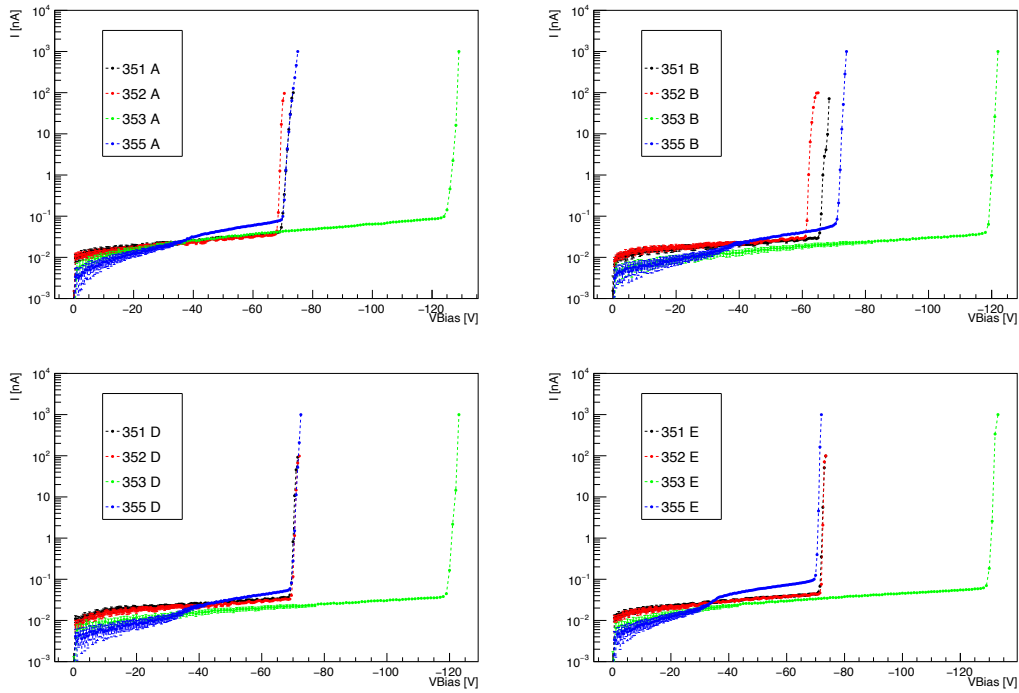 I [nA]
10⁴
10³
10²
10
1
10⁻¹
10⁻²
10⁻³
351 A
352 A
353 A
355 A
0 −20 −40 −60 −80 −100 −120
VBias [V]
I [nA]
10⁴
10³
10²
10
1
10⁻¹
10⁻²
10⁻³
351 B
352 B
353 B
355 B
0 −20 −40 −60 −80 −100 −120
VBias [V]
I [nA]
10⁴
10³
10²
10
1
10⁻¹
10⁻²
10⁻³
351 D
352 D
353 D
355 D
0 −20 −40 −60 −80 −100 −120
VBias [V]
I [nA]
10⁴
10³
10²
10
1
10⁻¹
10⁻²
10⁻³
351 E
352 E
353 E
355 E
0 −20 −40 −60 −80 −100 −120
VBias [V]